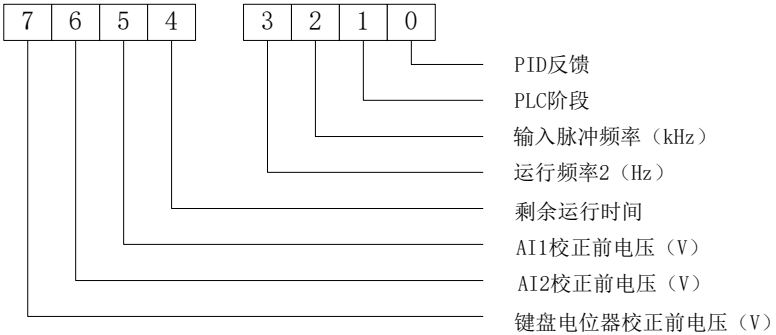 7 6 5 4 3 2 1 0
PID反馈
PLC阶段
输入脉冲频率（kHz）
运行频率2（Hz）
剩余运行时间
AI1校正前电压（V）
AI2校正前电压（V）
键盘电位器校正前电压（V）